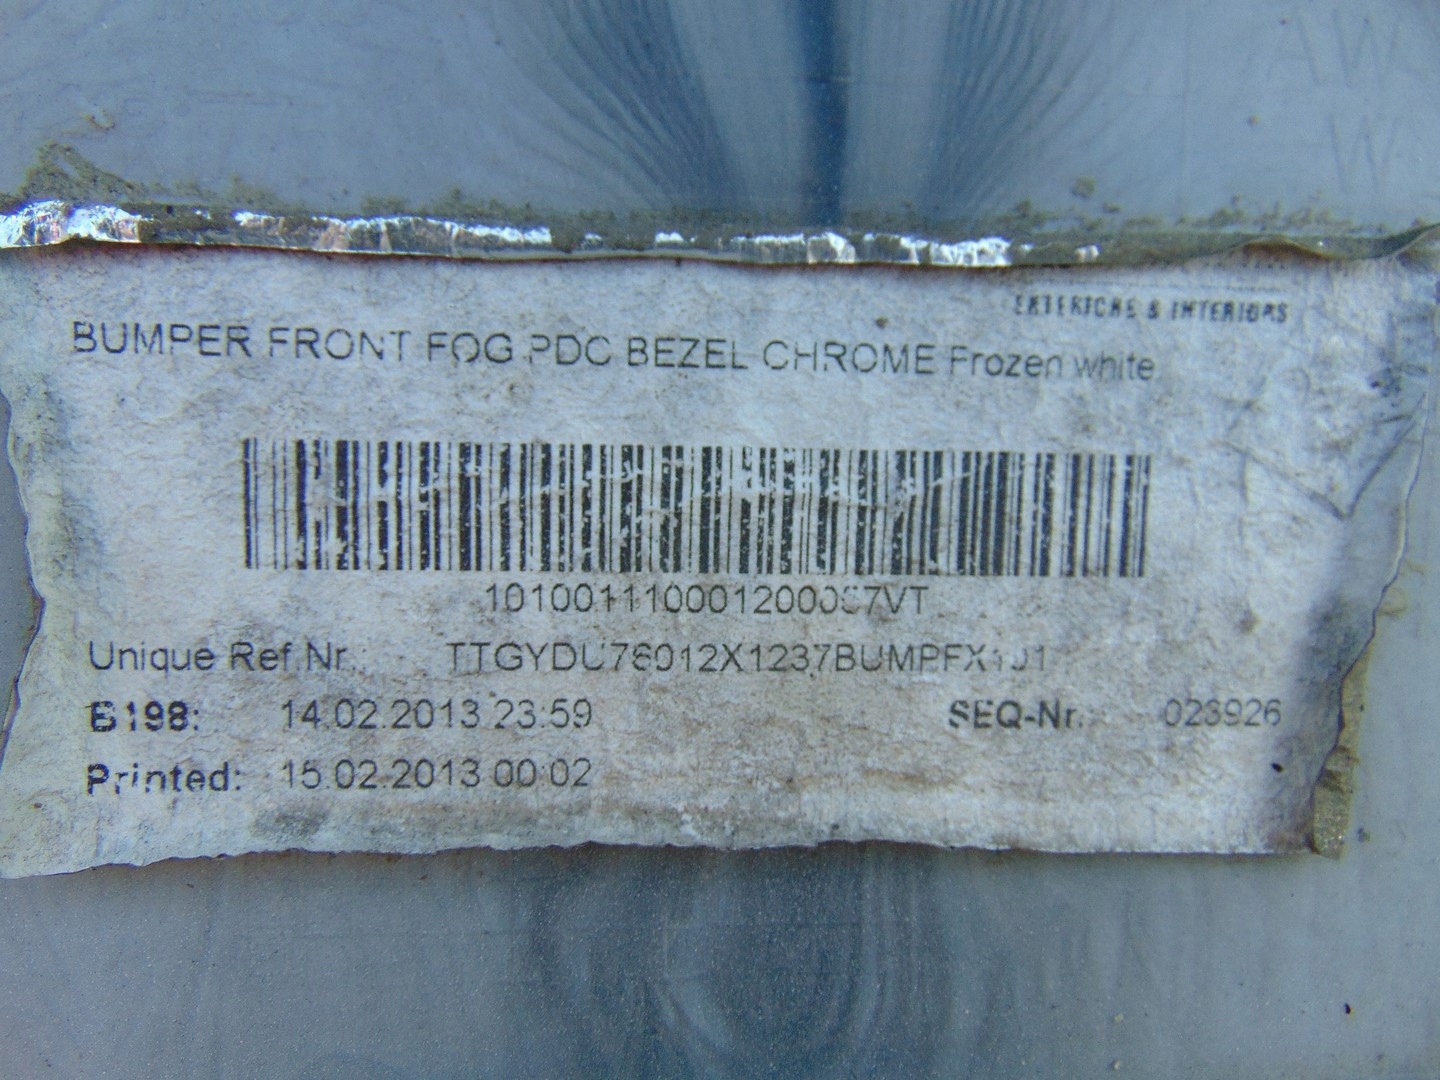 EXTERIORS & INTERIORS
BUMPER FRONT FOG PDC BEZEL CHROME Frozen white
Unique Ref.Nr.:
B198: 14.02.2013 23:59 SEQ-Nr.: 023926
Printed: 15.02.2013 00:02